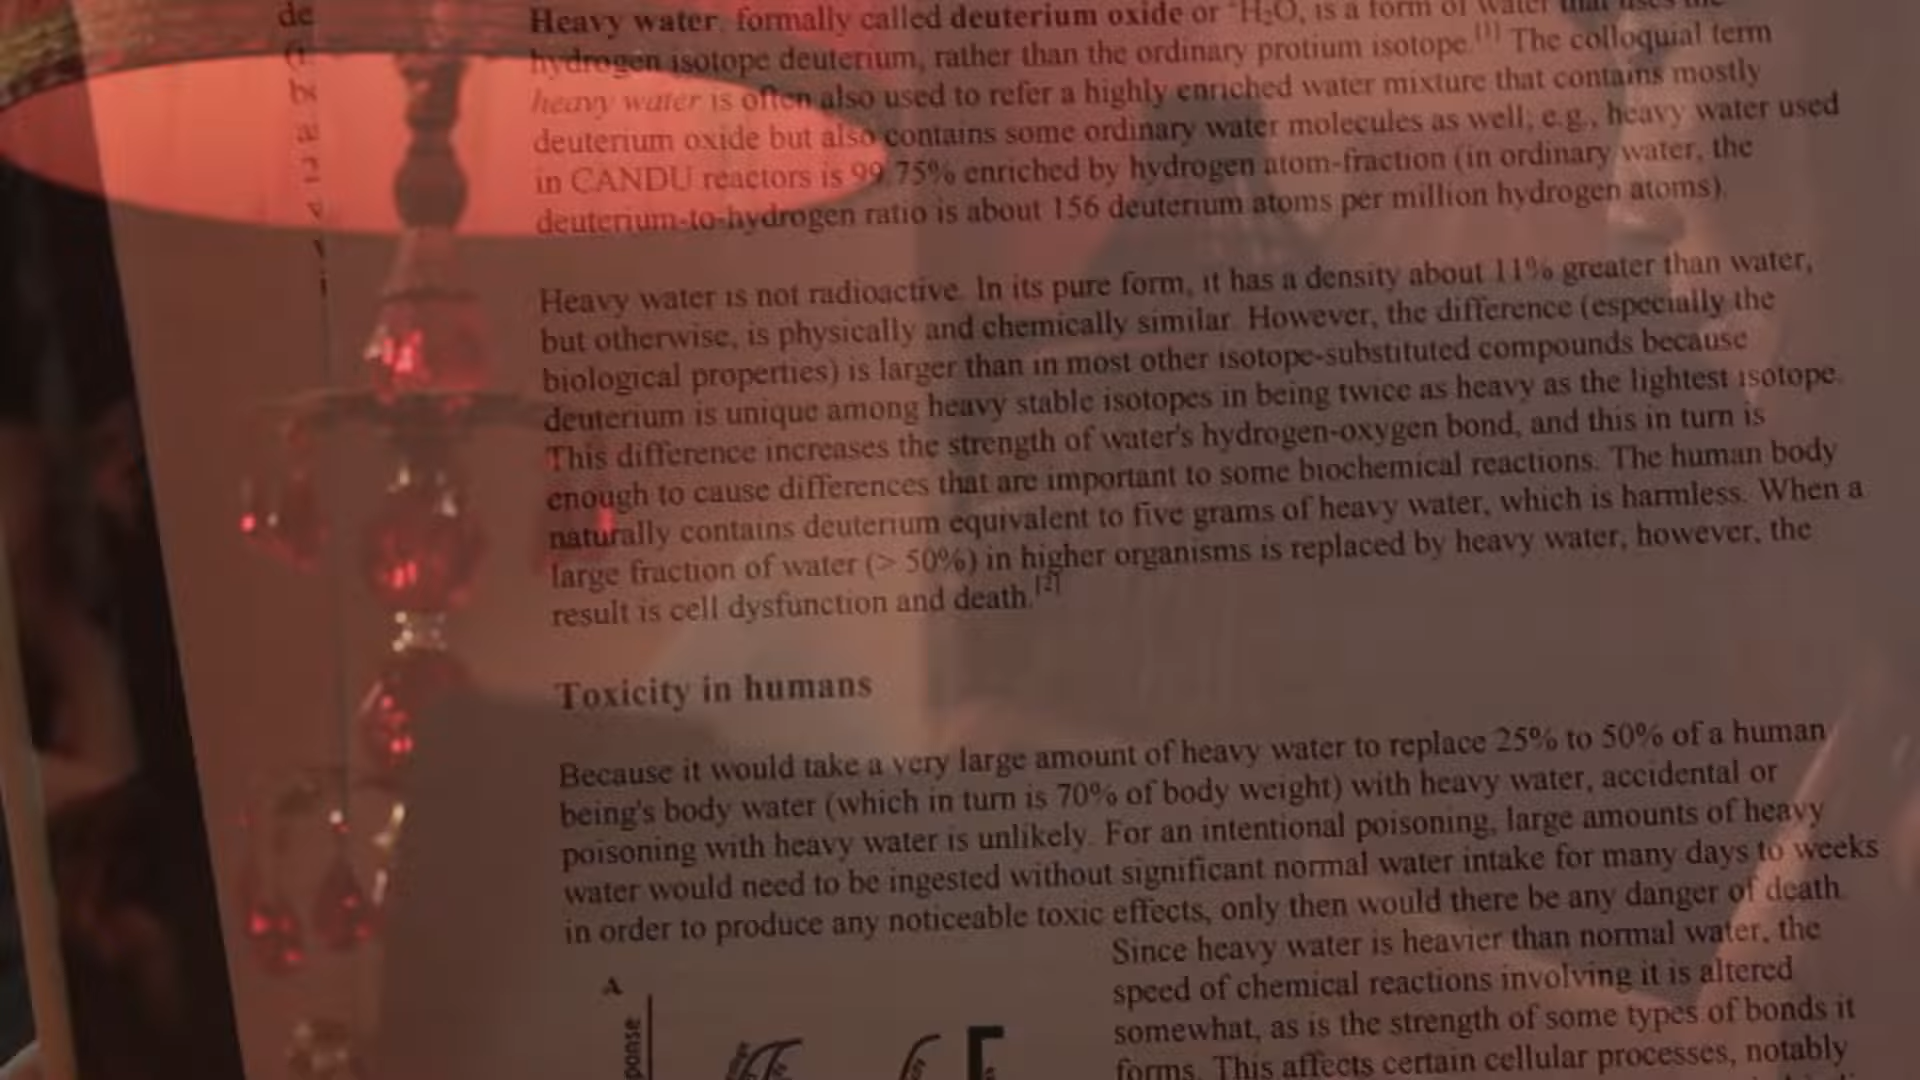 de
Heavy water, formally called deuterium oxide or ²H₂O, is a form of water that uses the
hydrogen isotope deuterium, rather than the ordinary protium isotope.[1] The colloquial term
heavy water is often also used to refer a highly enriched water mixture that contains mostly
deuterium oxide but also contains some ordinary water molecules as well; e.g., heavy water used
in CANDU reactors is 99.75% enriched by hydrogen atom-fraction (in ordinary water, the
deuterium-to-hydrogen ratio is about 156 deuterium atoms per million hydrogen atoms).
Heavy water is not radioactive. In its pure form, it has a density about 11% greater than water,
but otherwise, is physically and chemically similar. However, the difference (especially the
biological properties) is larger than in most other isotope-substituted compounds because
deuterium is unique among heavy stable isotopes in being twice as heavy as the lightest isotope.
This difference increases the strength of water's hydrogen-oxygen bond, and this in turn is
enough to cause differences that are important to some biochemical reactions. The human body
naturally contains deuterium equivalent to five grams of heavy water, which is harmless. When a
large fraction of water (> 50%) in higher organisms is replaced by heavy water, however, the
result is cell dysfunction and death.[2]
Toxicity in humans
Because it would take a very large amount of heavy water to replace 25% to 50% of a human
being's body water (which in turn is 70% of body weight) with heavy water, accidental or
poisoning with heavy water is unlikely. For an intentional poisoning, large amounts of heavy
water would need to be ingested without significant normal water intake for many days to weeks
in order to produce any noticeable toxic effects, only then would there be any danger of death.
Since heavy water is heavier than normal water, the
speed of chemical reactions involving it is altered
somewhat, as is the strength of some types of bonds it
forms. This affects certain cellular processes, notably
A